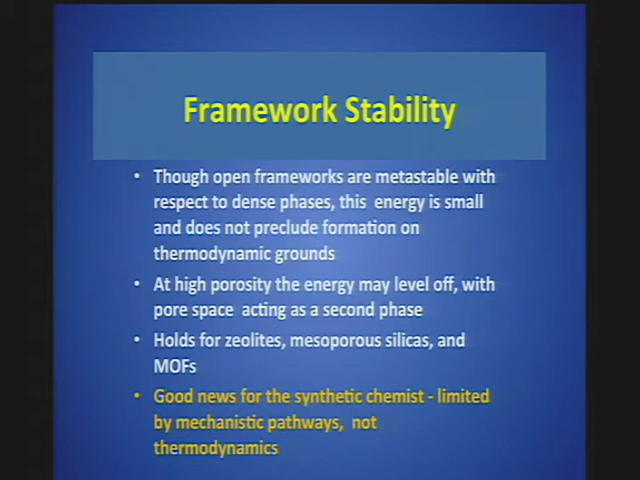 Framework Stability
• Though open frameworks are metastable with
respect to dense phases, this energy is small
and does not preclude formation on
thermodynamic grounds
• At high porosity the energy may level off, with
pore space acting as a second phase
• Holds for zeolites, mesoporous silicas, and
MOFs
• Good news for the synthetic chemist - limited
by mechanistic pathways, not
thermodynamics